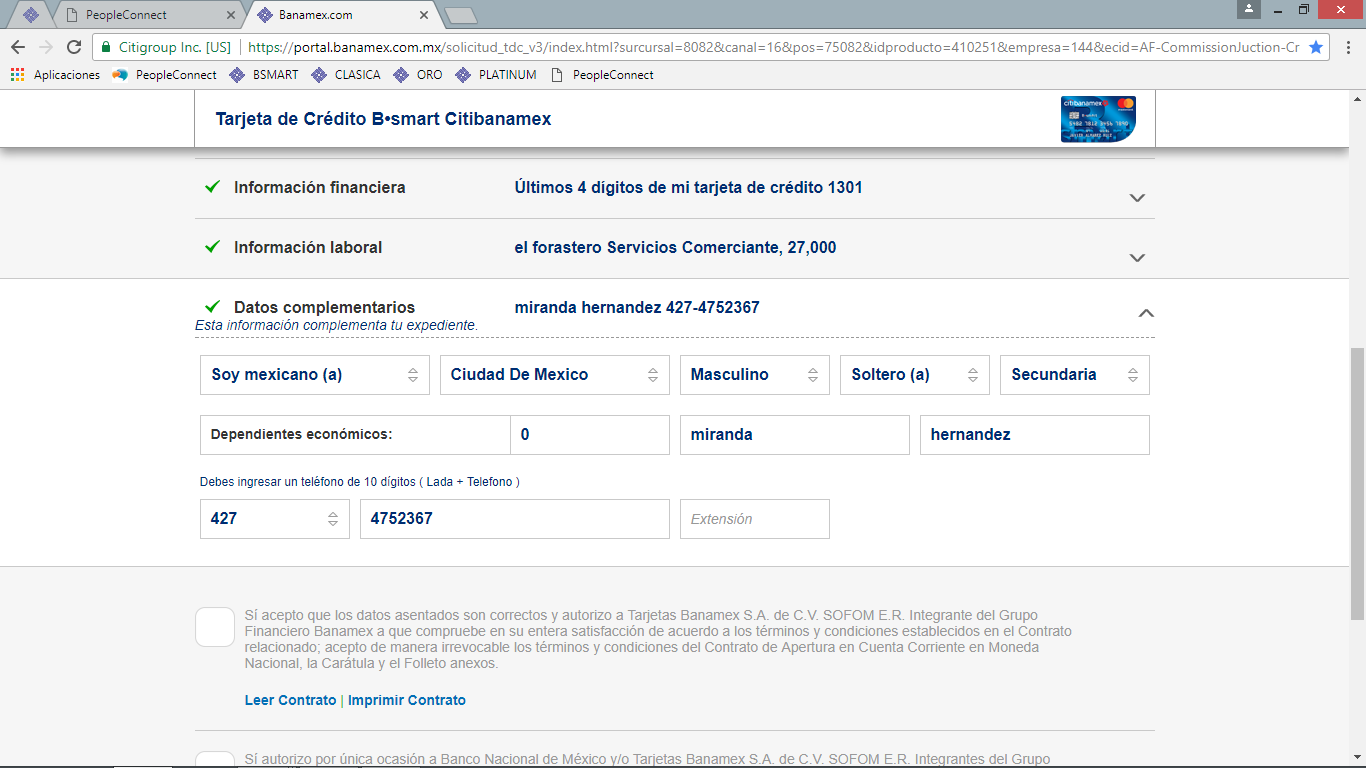 PeopleConnect
Banamex.com
Citigroup Inc. [US]
https://portal.banamex.com.mx/solicitud_tdc_v3/index.html?sursursal=8082&canal=16&pos=75082&idproducto=410251&empresa=144&ecid=AF-CommissionJuction-Cr
Aplicaciones PeopleConnect BSMART CLASICA ORO PLATINUM PeopleConnect
Tarjeta de Crédito B•smart Citibanamex
citibanamex
Información financiera Últimos 4 dígitos de mi tarjeta de crédito 1301
Información laboral el forastero Servicios Comerciante, 27,000
Datos complementarios miranda hernandez 427-4752367
Esta información complementa tu expediente.
Soy mexicano (a) Ciudad De Mexico Masculino Soltero (a) Secundaria
Dependientes económicos: 0 miranda hernandez
Debes ingresar un teléfono de 10 dígitos ( Lada + Telefono )
427 4752367 Extensión
Sí acepto que los datos asentados son correctos y autorizo a Tarjetas Banamex S.A. de C.V. SOFOM E.R. Integrante del Grupo
Financiero Banamex a que compruebe en su entera satisfacción de acuerdo a los términos y condiciones establecidos en el Contrato
relacionado; acepto de manera irrevocable los términos y condiciones del Contrato de Apertura en Cuenta Corriente en Moneda
Nacional, la Carátula y el Folleto anexos.
Leer Contrato | Imprimir Contrato
Sí autorizo por única ocasión a Banco Nacional de México y/o Tarjetas Banamex S.A. de C.V. SOFOM E.R. Integrantes del Grupo